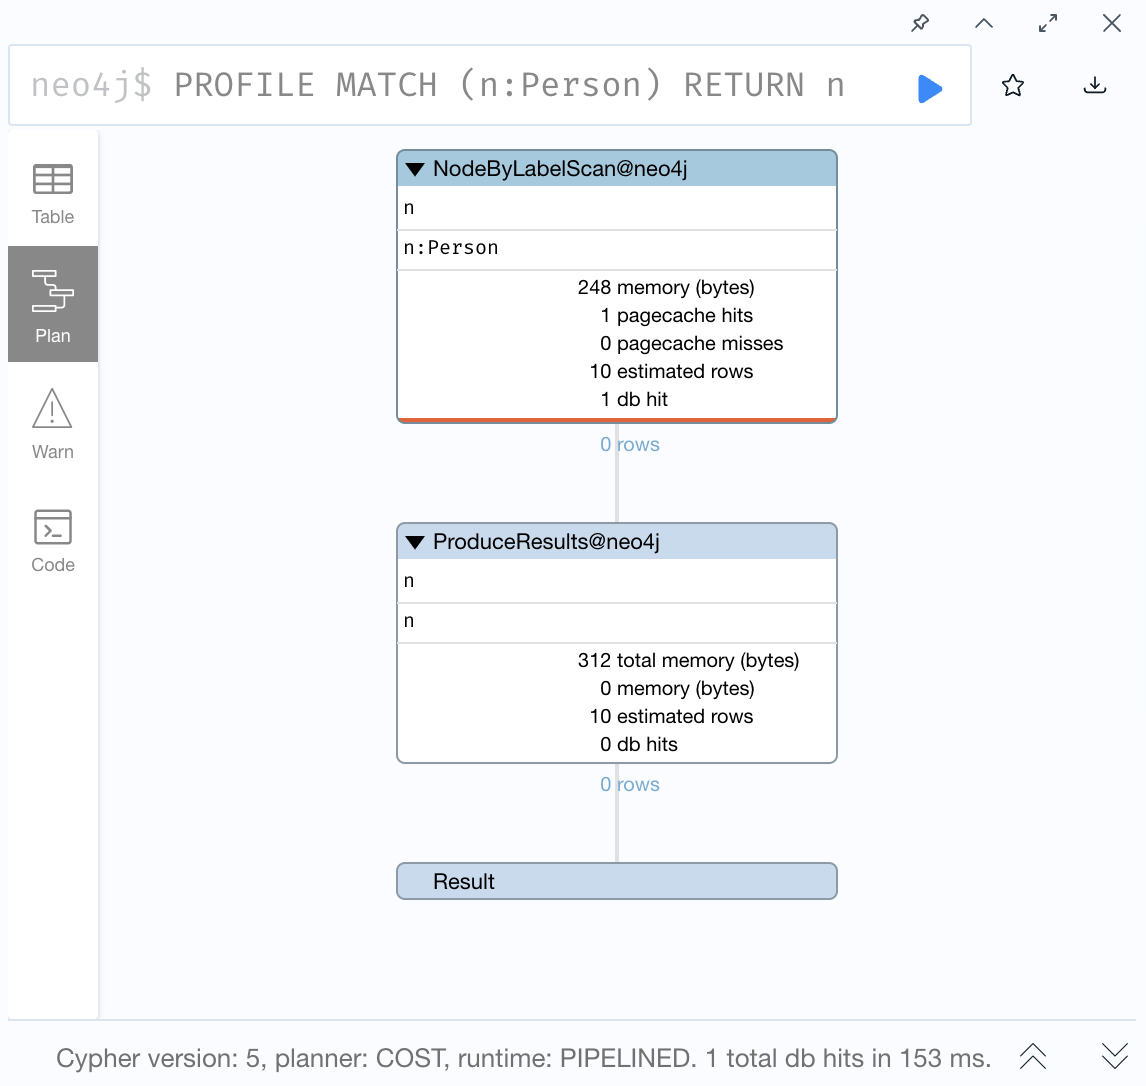 neo4j$ PROFILE MATCH (n:Person) RETURN n
Table
Plan
Warn
Code
NodeByLabelScan@neo4j
n
n:Person
248 memory (bytes)
1 pagecache hits
0 pagecache misses
10 estimated rows
1 db hit
0 rows
ProduceResults@neo4j
n
n
312 total memory (bytes)
0 memory (bytes)
10 estimated rows
0 db hits
0 rows
Result
Cypher version: 5, planner: COST, runtime: PIPELINED. 1 total db hits in 153 ms.